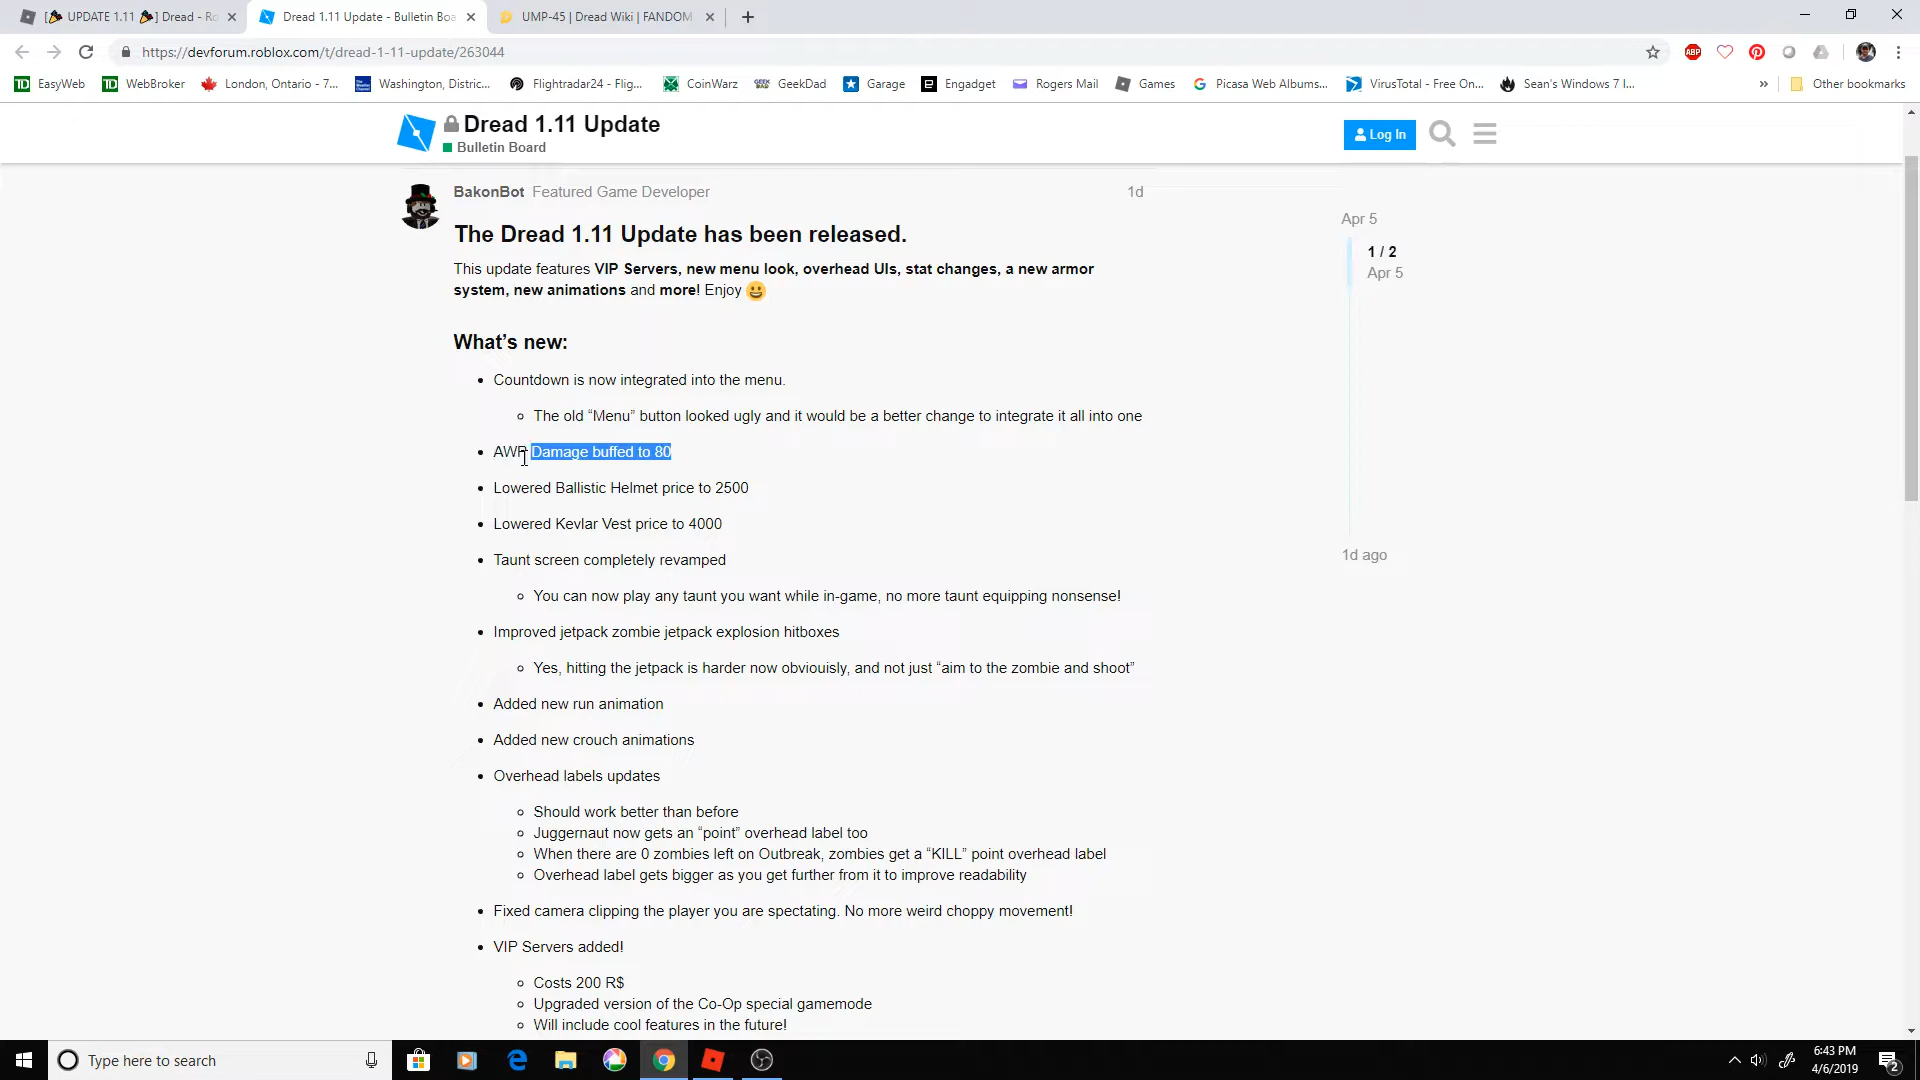 [🎉 UPDATE 1.11 🎉] Dread - Ro
Dread 1.11 Update - Bulletin Boa
UMP-45 | Dread Wiki | FANDOM
https://devforum.roblox.com/t/dread-1-11-update/263044
ABP
EasyWeb
WebBroker
London, Ontario - 7...
Washington, Distric...
Flightradar24 - Flig...
CoinWarz
GeekDad
Garage
Engadget
Rogers Mail
Games
Picasa Web Albums...
VirusTotal - Free On...
Sean's Windows 7 I...
»
Other bookmarks
Dread 1.11 Update
Bulletin Board
Log In
BakonBot Featured Game Developer
1d
The Dread 1.11 Update has been released.
This update features VIP Servers, new menu look, overhead UIs, stat changes, a new armor
system, new animations and more! Enjoy 😀
What’s new:
• Countdown is now integrated into the menu.
◦ The old “Menu” button looked ugly and it would be a better change to integrate it all into one
• AWP Damage buffed to 80
• Lowered Ballistic Helmet price to 2500
• Lowered Kevlar Vest price to 4000
• Taunt screen completely revamped
◦ You can now play any taunt you want while in-game, no more taunt equipping nonsense!
• Improved jetpack zombie jetpack explosion hitboxes
◦ Yes, hitting the jetpack is harder now obviouisly, and not just “aim to the zombie and shoot”
• Added new run animation
• Added new crouch animations
• Overhead labels updates
◦ Should work better than before
◦ Juggernaut now gets an “point” overhead label too
◦ When there are 0 zombies left on Outbreak, zombies get a “KILL” point overhead label
◦ Overhead label gets bigger as you get further from it to improve readability
• Fixed camera clipping the player you are spectating. No more weird choppy movement!
• VIP Servers added!
◦ Costs 200 R$
◦ Upgraded version of the Co-Op special gamemode
◦ Will include cool features in the future!
Apr 5
1 / 2
Apr 5
1d ago
Type here to search
6:43 PM
4/6/2019
2